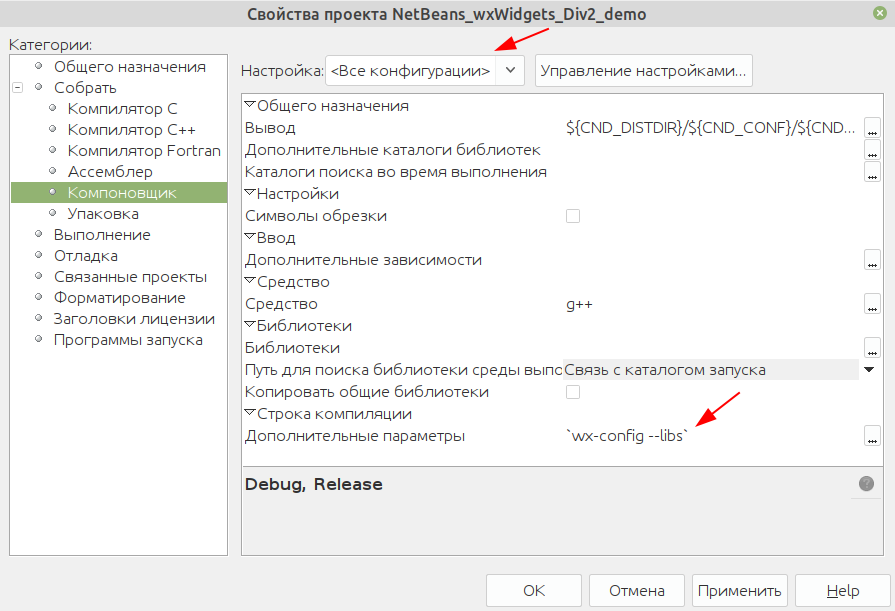 Свойства проекта NetBeans_wxWidgets_Div2_demo
Категории:
Общего назначения
Собрать
Компилятор C
Компилятор C++
Компилятор Fortran
Ассемблер
Компоновщик
Упаковка
Выполнение
Отладка
Связанные проекты
Форматирование
Заголовки лицензии
Программы запуска
Настройка: <Все конфигурации> Управление настройками...
Общего назначения
Вывод ${CND_DISTDIR}/${CND_CONF}/${CND... ...
Дополнительные каталоги библиотек ...
Каталоги поиска во время выполнения ...
Настройки
Символы обрезки
Ввод
Дополнительные зависимости ...
Средство
Средство g++ ...
Библиотеки
Библиотеки ...
Путь для поиска библиотеки среды выпо Связь с каталогом запуска
Копировать общие библиотеки
Строка компиляции
Дополнительные параметры `wx-config --libs` ...
Debug, Release
?
OK Отмена Применить Help